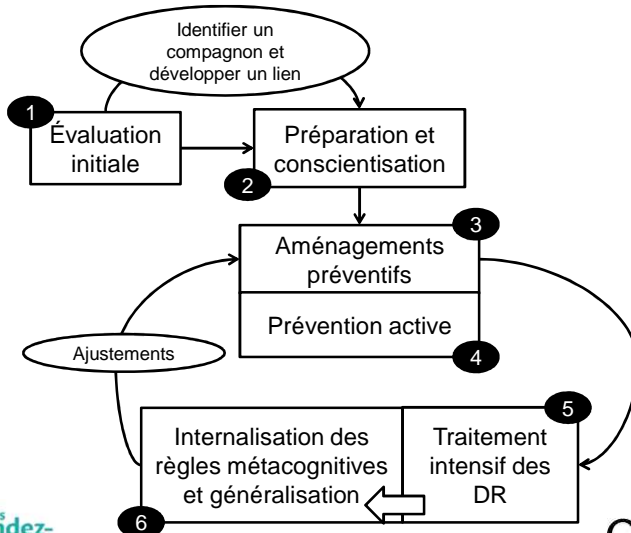 Identifier un
compagnon et
développer un lien
1
Évaluation
initiale
Préparation et
conscientisation
2
3
Aménagements
préventifs
Prévention active
4
Ajustements
5
Internalisation des
règles métacognitives
et généralisation
Traitement
intensif des
DR
6